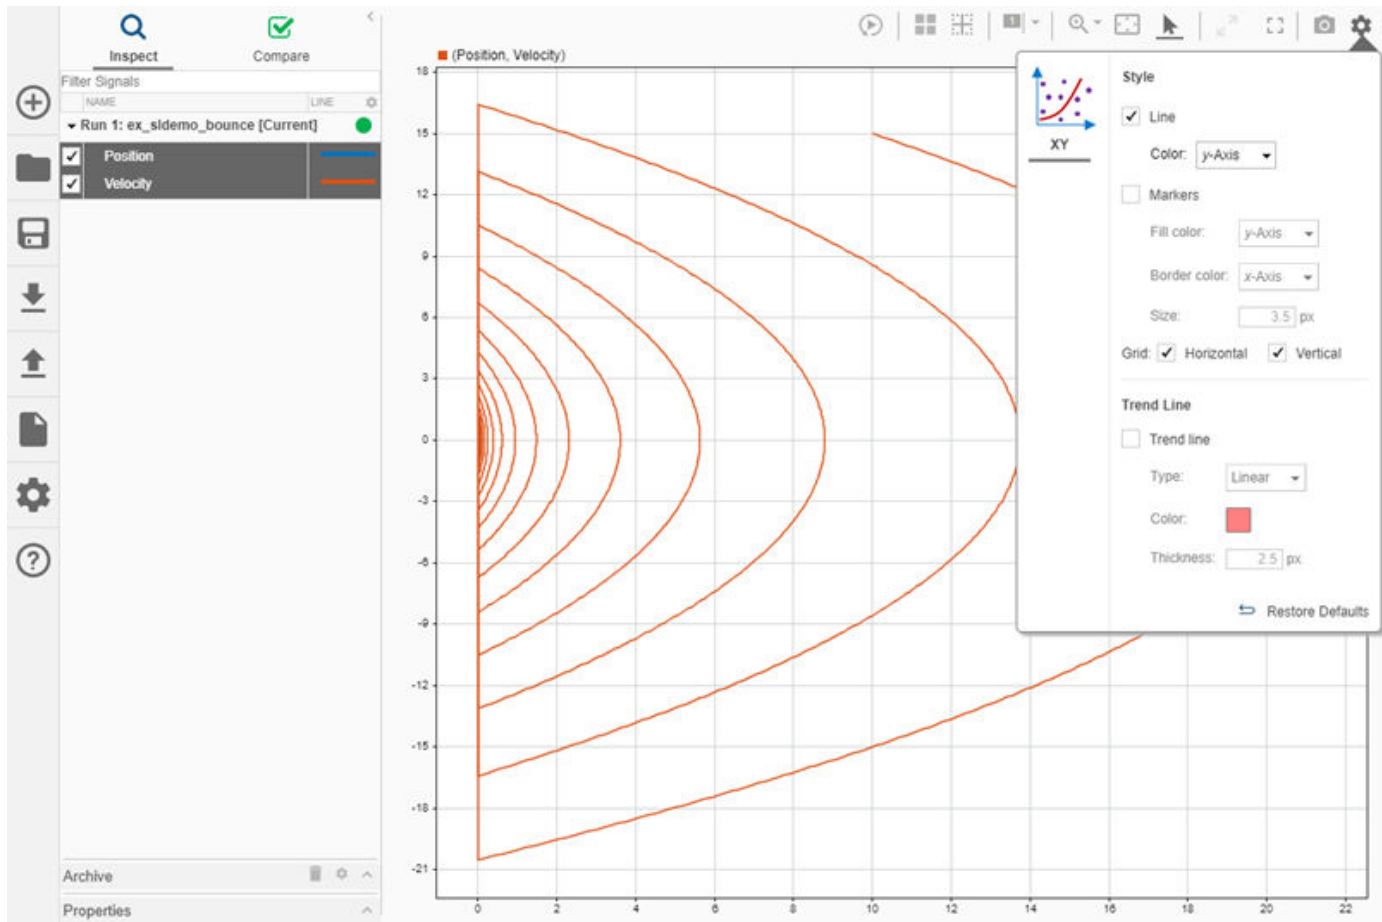 Inspect
Compare
Filter Signals
NAME
LINE
Run 1: ex_sldemo_bounce [Current]
Position
Velocity
Archive
Properties
1
(Position, Velocity)
18
15
12
9
6
3
0
-3
-6
-9
-12
-15
-18
-21
0 2 4 6 8 10 12 14 16 18 20 22
XY
Style
Line
Color: y-Axis
Markers
Fill color: y-Axis
Border color: x-Axis
Size: 3.5 px
Grid: Horizontal Vertical
Trend Line
Trend line
Type: Linear
Color:
Thickness: 2.5 px
Restore Defaults